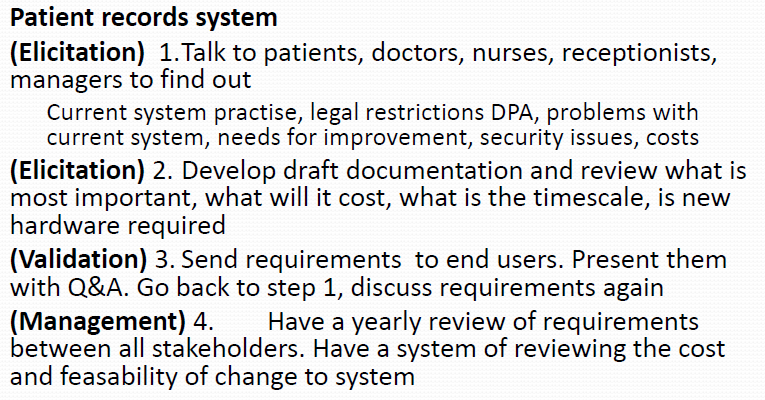 Patient records system
(Elicitation) 1.Talk to patients, doctors, nurses, receptionists,
managers to find out
Current system practise, legal restrictions DPA, problems with
current system, needs for improvement, security issues, costs
(Elicitation) 2. Develop draft documentation and review what is
most important, what will it cost, what is the timescale, is new
hardware required
(Validation) 3. Send requirements to end users. Present them
with Q&A. Go back to step 1, discuss requirements again
(Management) 4. Have a yearly review of requirements
between all stakeholders. Have a system of reviewing the cost
and feasability of change to system